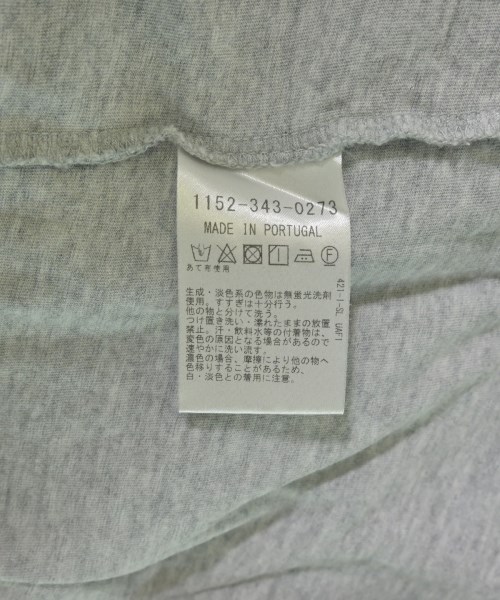 1152-343-0273
MADE IN PORTUGAL
あて布使用
生成・淡色系の色物は無蛍光洗剤
使用。すすぎは十分行う。
他の物と分けて洗う。
つけ置き洗い・濡れたままの放置
禁止。汗・飲料水等の付着物は、
変色の原因となる場合があるので
速やかに洗い流す。
濃色の場合、摩擦により他の物へ
色移りすることがあるため、
白・淡色との着用に注意。
421-1-SL UAF1